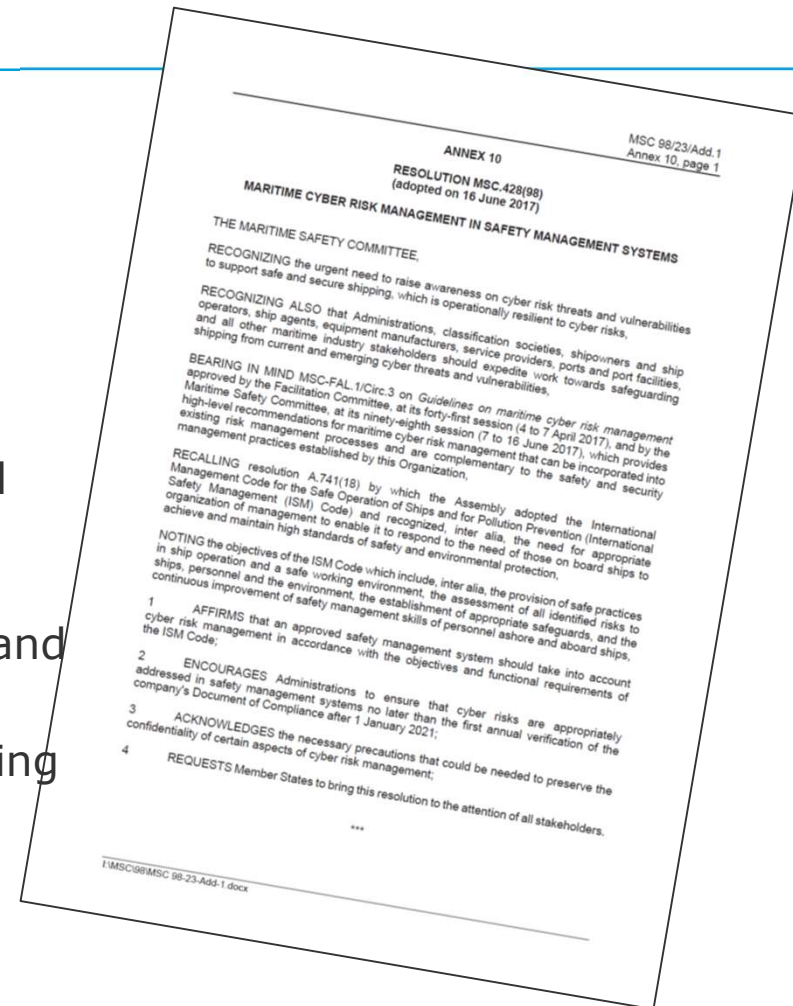 MSC 98/23/Add.1
Annex 10, page 1
ANNEX 10
RESOLUTION MSC.428(98)
(adopted on 16 June 2017)
MARITIME CYBER RISK MANAGEMENT IN SAFETY MANAGEMENT SYSTEMS
THE MARITIME SAFETY COMMITTEE,
RECOGNIZING the urgent need to raise awareness on cyber risk threats and vulnerabilities
to support safe and secure shipping, which is operationally resilient to cyber risks,
RECOGNIZING ALSO that Administrations, classification societies, shipowners and ship
operators, ship agents, equipment manufacturers, service providers, ports and port facilities,
and all other maritime industry stakeholders should expedite work towards safeguarding
shipping from current and emerging cyber threats and vulnerabilities,
BEARING IN MIND MSC-FAL.1/Circ.3 on Guidelines on maritime cyber risk management
approved by the Facilitation Committee, at its forty-first session (4 to 7 April 2017), and by the
Maritime Safety Committee, at its ninety-eighth session (7 to 16 June 2017), which provides
high-level recommendations for maritime cyber risk management that can be incorporated into
existing risk management processes and are complementary to the safety and security
management practices established by this Organization,
RECALLING resolution A.741(18) by which the Assembly adopted the International
Management Code for the Safe Operation of Ships and for Pollution Prevention (International
Safety Management (ISM) Code) and recognized, inter alia, the need for appropriate
organization of management to enable it to respond to the need of those on board ships to
achieve and maintain high standards of safety and environmental protection,
NOTING the objectives of the ISM Code which include, inter alia, the provision of safe practices
in ship operation and a safe working environment, the assessment of all identified risks to
ships, personnel and the environment, the establishment of appropriate safeguards, and the
continuous improvement of safety management skills of personnel ashore and aboard ships,
1 AFFIRMS that an approved safety management system should take into account
cyber risk management in accordance with the objectives and functional requirements of
the ISM Code;
2 ENCOURAGES Administrations to ensure that cyber risks are appropriately
addressed in safety management systems no later than the first annual verification of the
company's Document of Compliance after 1 January 2021;
3 ACKNOWLEDGES the necessary precautions that could be needed to preserve the
confidentiality of certain aspects of cyber risk management;
4 REQUESTS Member States to bring this resolution to the attention of all stakeholders.
***
I:\MSC\98\MSC 98-23-Add-1.docx
and
ing